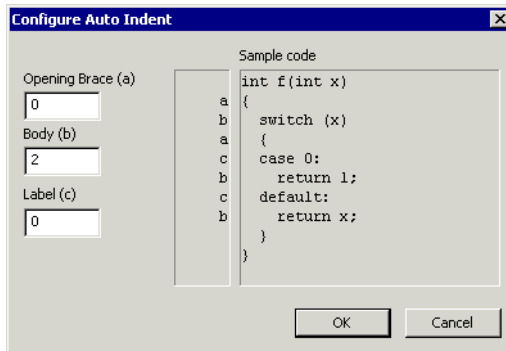 Configure Auto Indent
Sample code
Opening Brace (a)
0
Body (b)
2
Label (c)
0
int f(int x)
a {
b   switch (x)
a   {
c   case 0:
b     return 1;
c   default:
b     return x;
  }
}
OK
Cancel